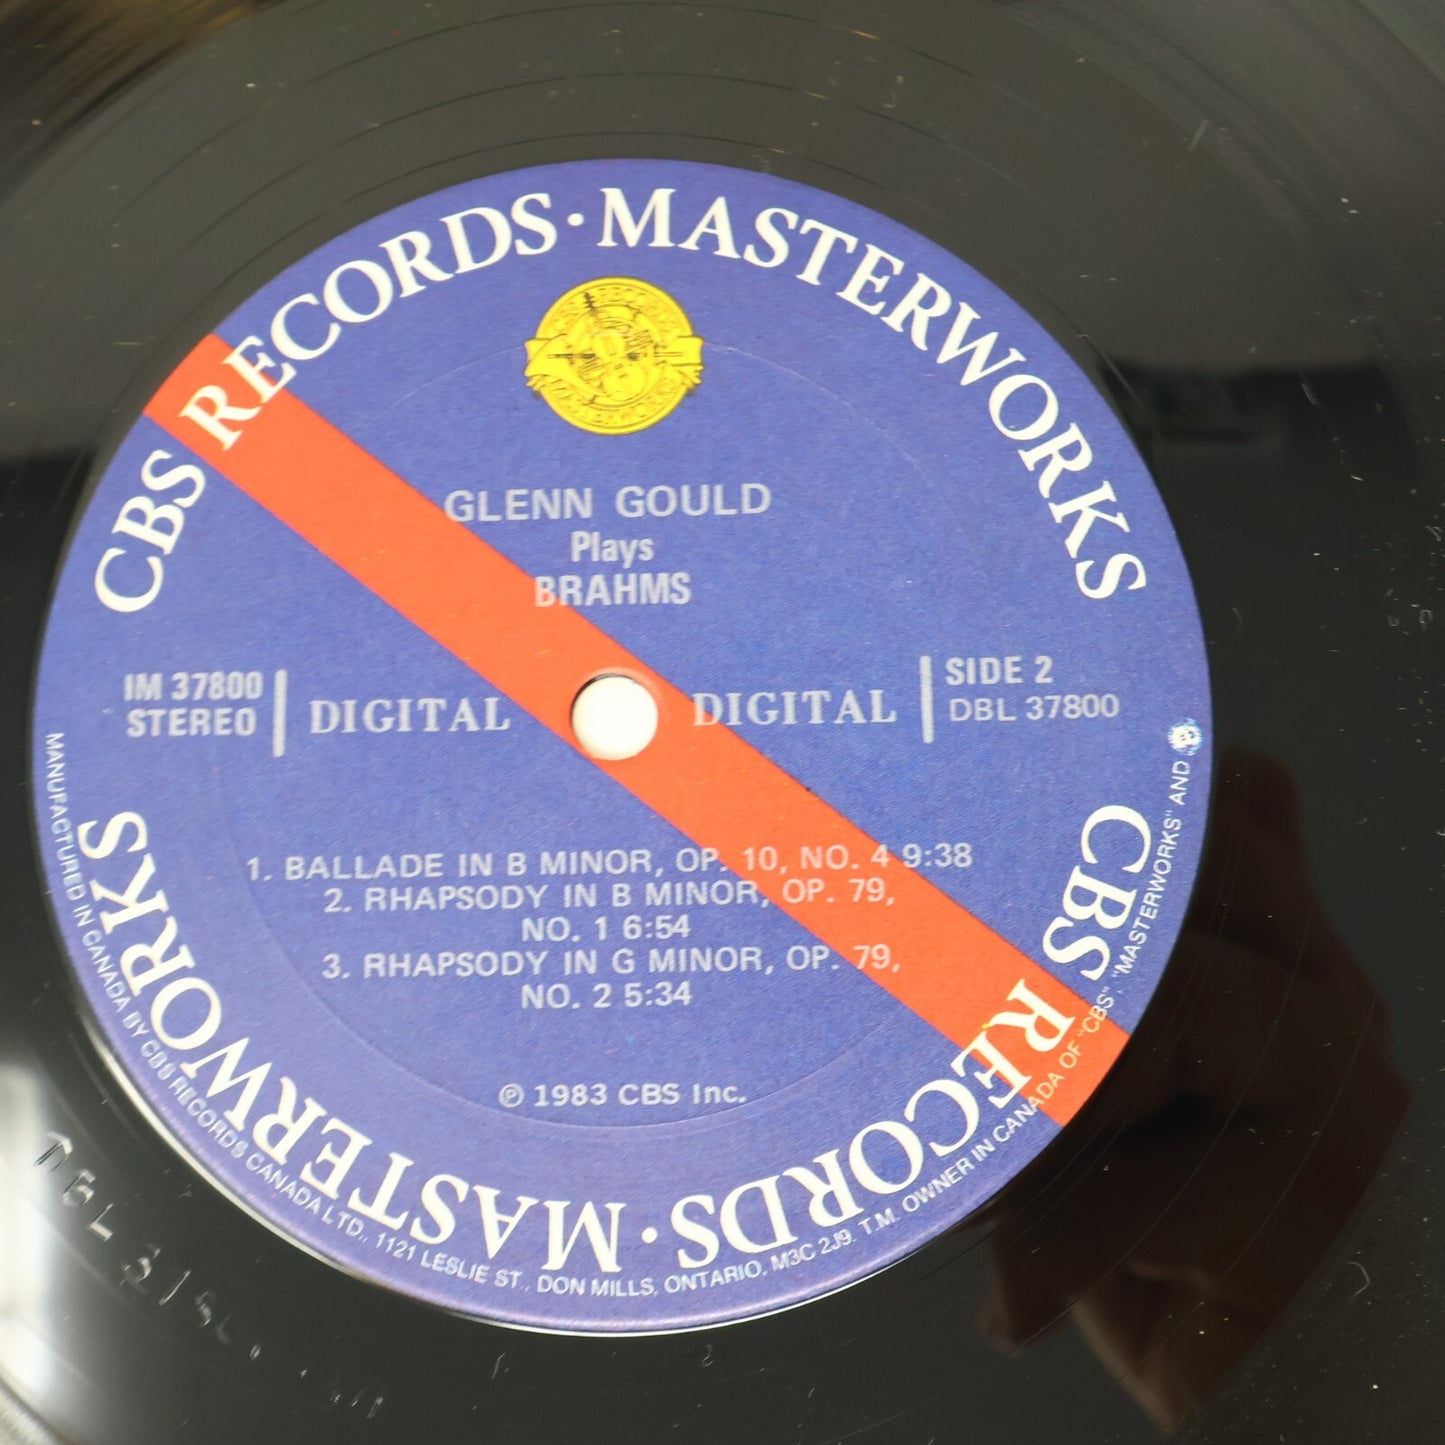 CBS RECORDS · MASTERWORKS
MASTERWORKS
GLENN GOULD
Plays
BRAHMS
IM 37800
STEREO
DIGITAL
DIGITAL
SIDE 2
DBL 37800
1. BALLADE IN B MINOR, OP. 10, NO. 4 9:38
2. RHAPSODY IN B MINOR, OP. 79,
NO. 1 6:54
3. RHAPSODY IN G MINOR, OP. 79,
NO. 2 5:34
℗ 1983 CBS Inc.
CBS RECORDS · MASTERWORKS
MANUFACTURED IN CANADA BY CBS RECORDS CANADA LTD., 1121 LESLIE ST., DON MILLS, ONTARIO. M3C 2J9. T.M. OWNER IN CANADA OF "CBS", "MASTERWORKS" AND
DBL